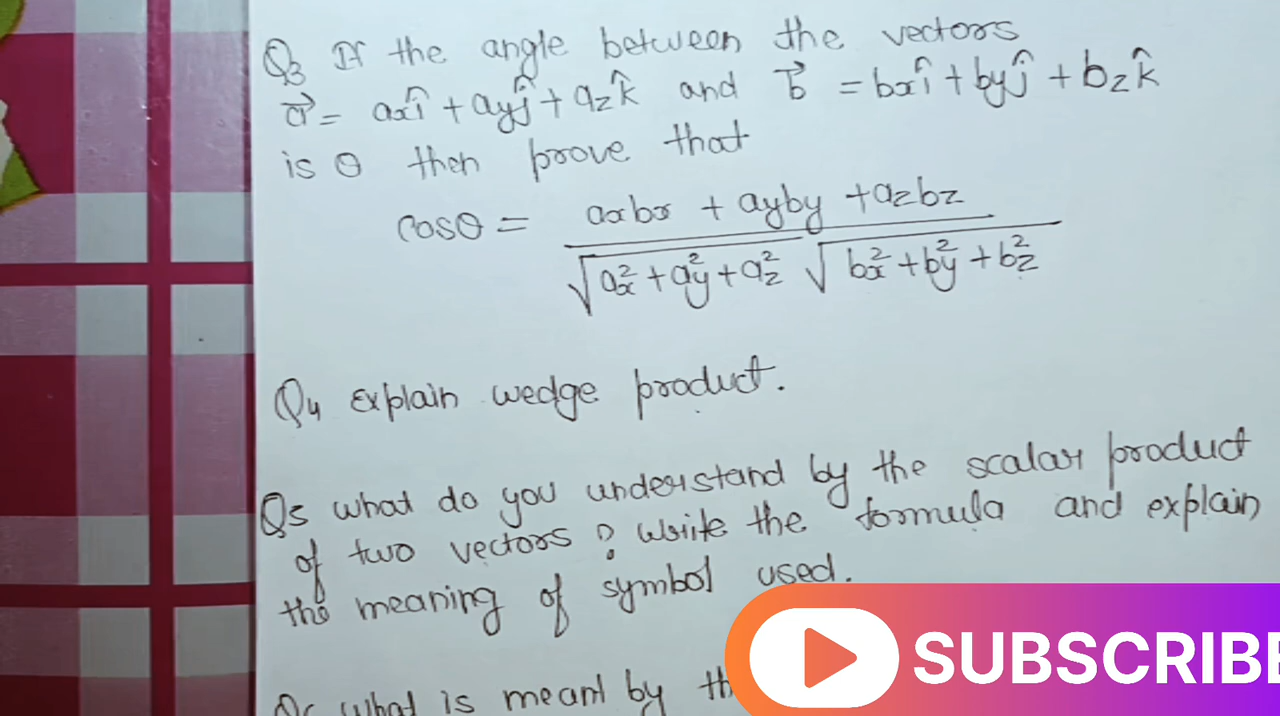 Q3 If the angle between the vectors
a⃗ = axî + ayĵ + azk̂ and b⃗ = bxî + byĵ + bzk̂
is θ then prove that
cosθ = axbx + ayby + azbz
√ax² + ay² + az² √bx² + by² + bz²
Q4 Explain wedge product.
Q5 what do you understand by the scalar product
of two vectors? write the formula and explain
the meaning of symbol used.
what is meant by
SUBSCRIBE